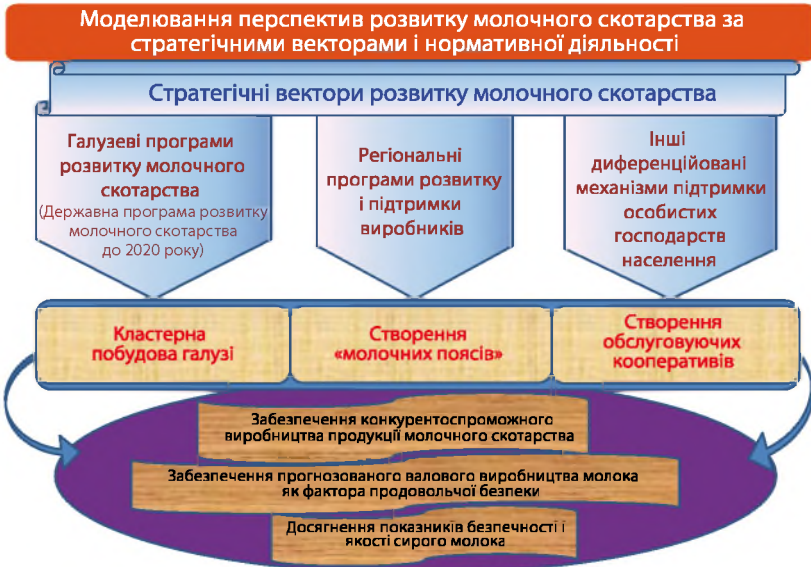 Моделювання перспектив розвитку молочного скотарства за
стратегічними векторами і нормативної діяльності
Стратегічні вектори розвитку молочного скотарства
Галузеві програми
розвитку молочного
скотарства
(Державна програма розвитку
молочного скотарства
до 2020 року)
Регіональні
програми розвитку
і підтримки
виробників
Інші
диференційовані
механізми підтримки
особистих
господарств
населення
Кластерна
побудова галузі
Створення
«молочних поясів»
Створення
обслуговуючих
кооперативів
Забезпечення конкурентоспроможного
виробництва продукції молочного скотарства
Забезпечення прогнозованого валового виробництва молока
як фактора продовольчої безпеки
Досягнення показників безпечності і
якості сирого молока